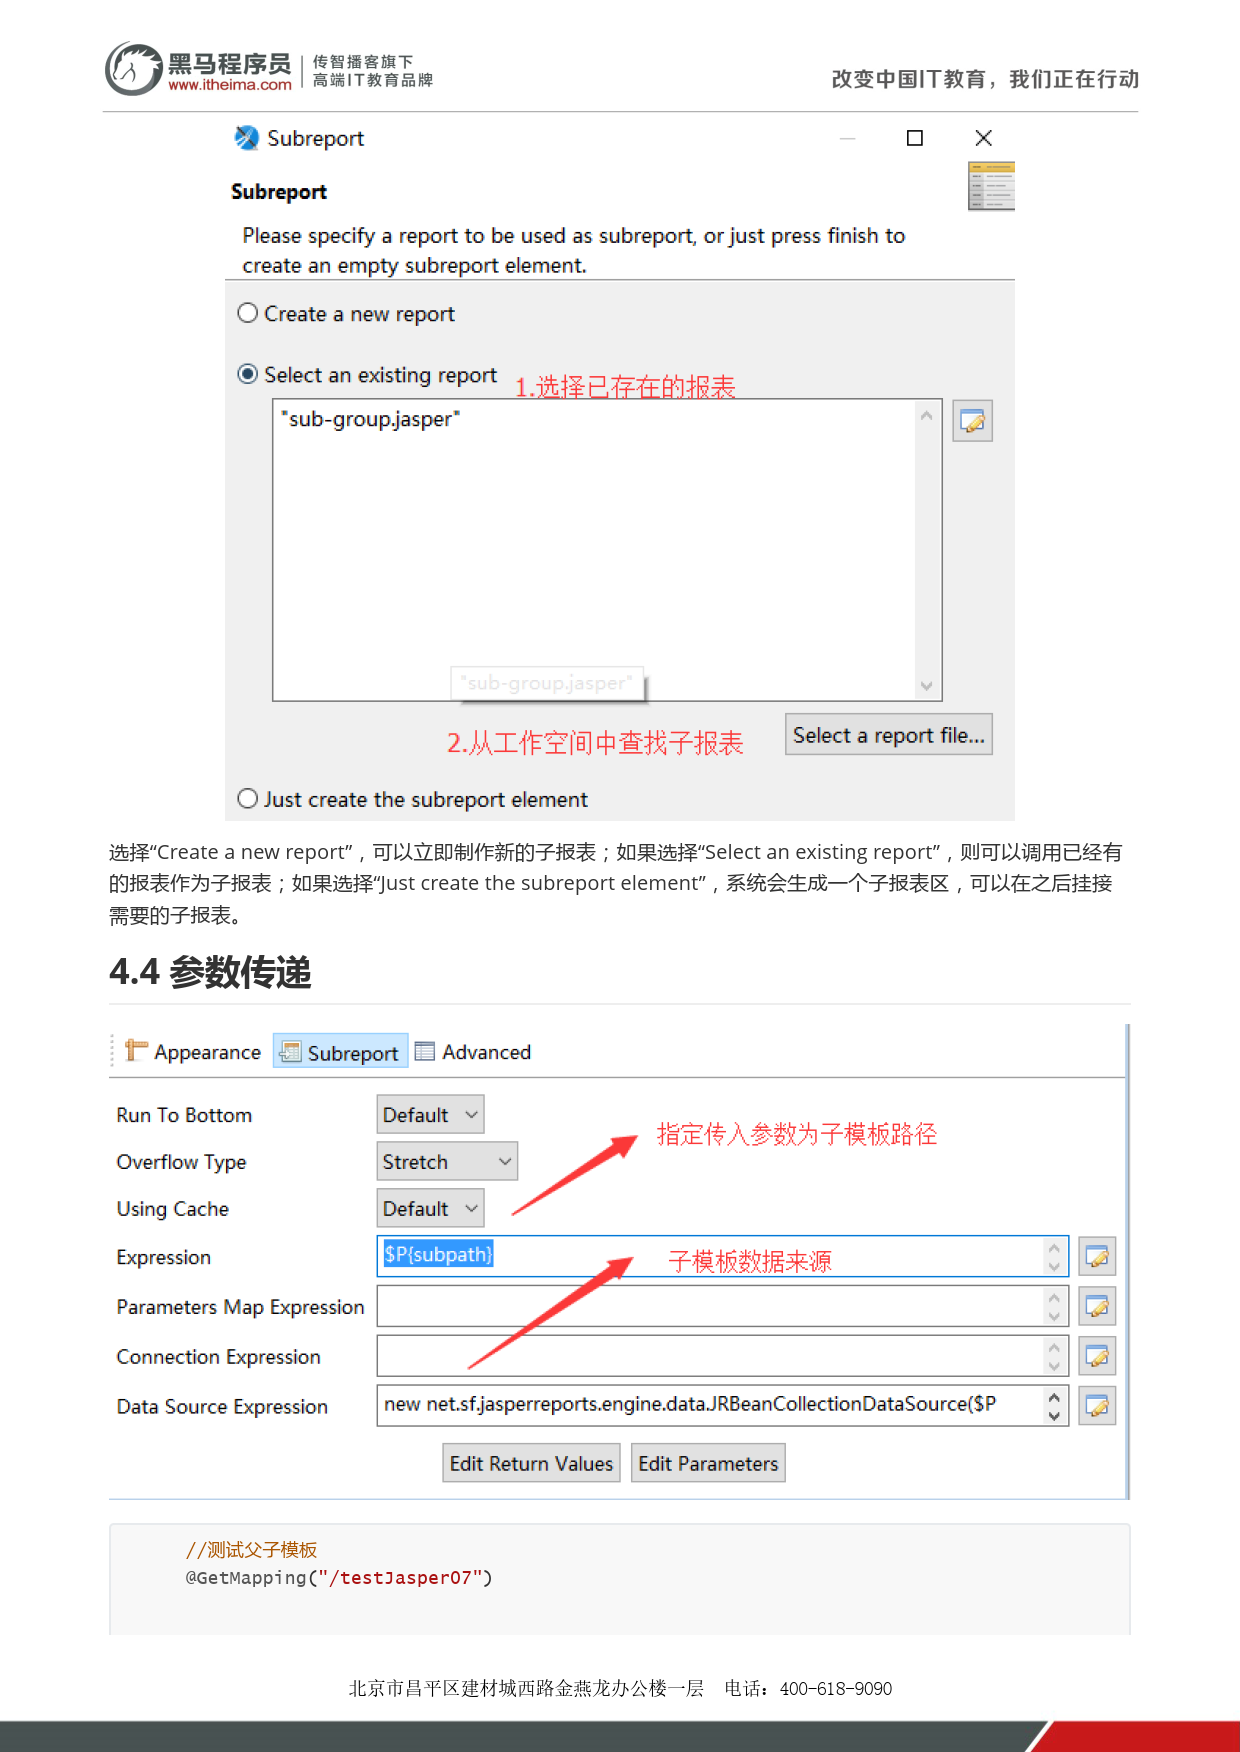 黑马程序员
www.itheima.com
传智播客旗下
高端IT教育品牌
改变中国IT教育，我们正在行动
Subreport
Subreport
Please specify a report to be used as subreport, or just press finish to
create an empty subreport element.
Create a new report
Select an existing report
1.选择已存在的报表
"sub-group.jasper"
"sub-group.jasper"
2.从工作空间中查找子报表
Select a report file...
Just create the subreport element
选择“Create a new report”，可以立即制作新的子报表；如果选择“Select an existing report”，则可以调用已经有
的报表作为子报表；如果选择“Just create the subreport element”，系统会生成一个子报表区，可以在之后挂接
需要的子报表。
4.4 参数传递
Appearance Subreport Advanced
Run To Bottom Default
指定传入参数为子模板路径
Overflow Type Stretch
Using Cache Default
Expression $P{subpath}
子模板数据来源
Parameters Map Expression
Connection Expression
Data Source Expression new net.sf.jasperreports.engine.data.JRBeanCollectionDataSource($P
Edit Return Values Edit Parameters
//测试父子模板
@GetMapping("/testJasper07")
北京市昌平区建材城西路金燕龙办公楼一层 电话：400-618-9090